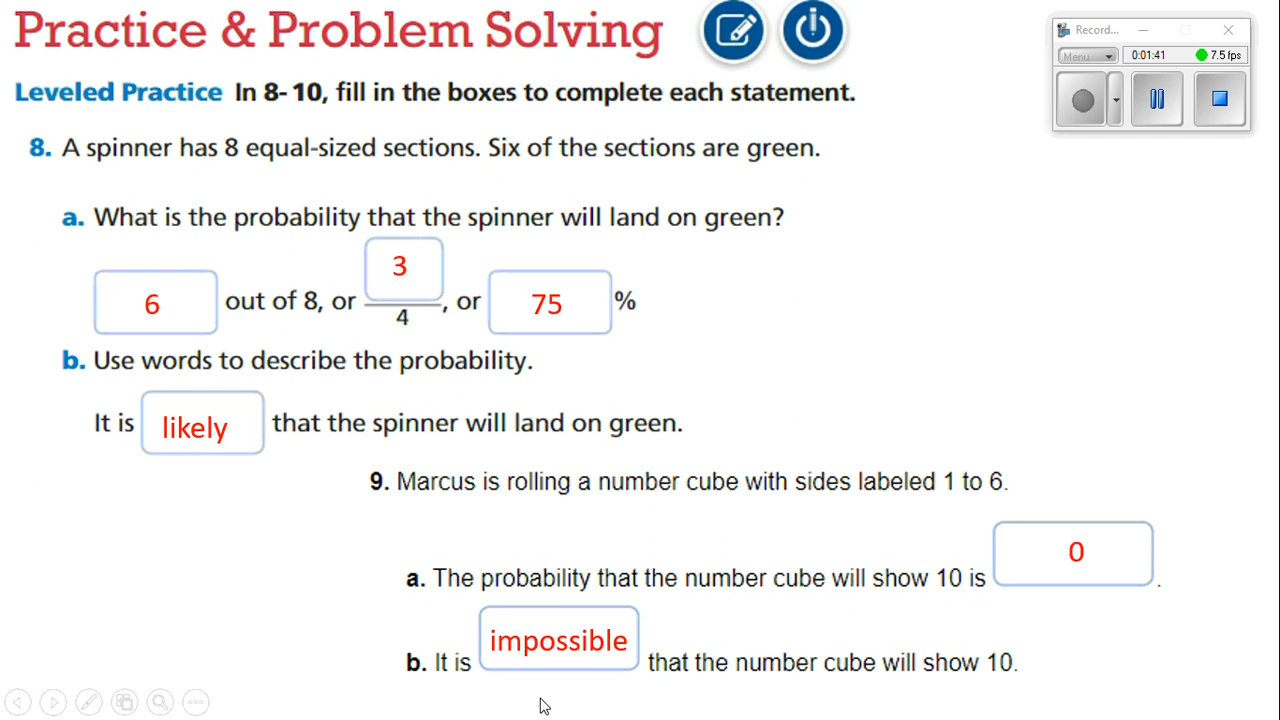 Practice & Problem Solving
Record...
Menu
0:01:41
7.5 fps
Leveled Practice In 8-10, fill in the boxes to complete each statement.
8. A spinner has 8 equal-sized sections. Six of the sections are green.
a. What is the probability that the spinner will land on green?
6 out of 8, or 3/4, or 75 %
b. Use words to describe the probability.
It is likely that the spinner will land on green.
9. Marcus is rolling a number cube with sides labeled 1 to 6.
a. The probability that the number cube will show 10 is 0.
b. It is impossible that the number cube will show 10.